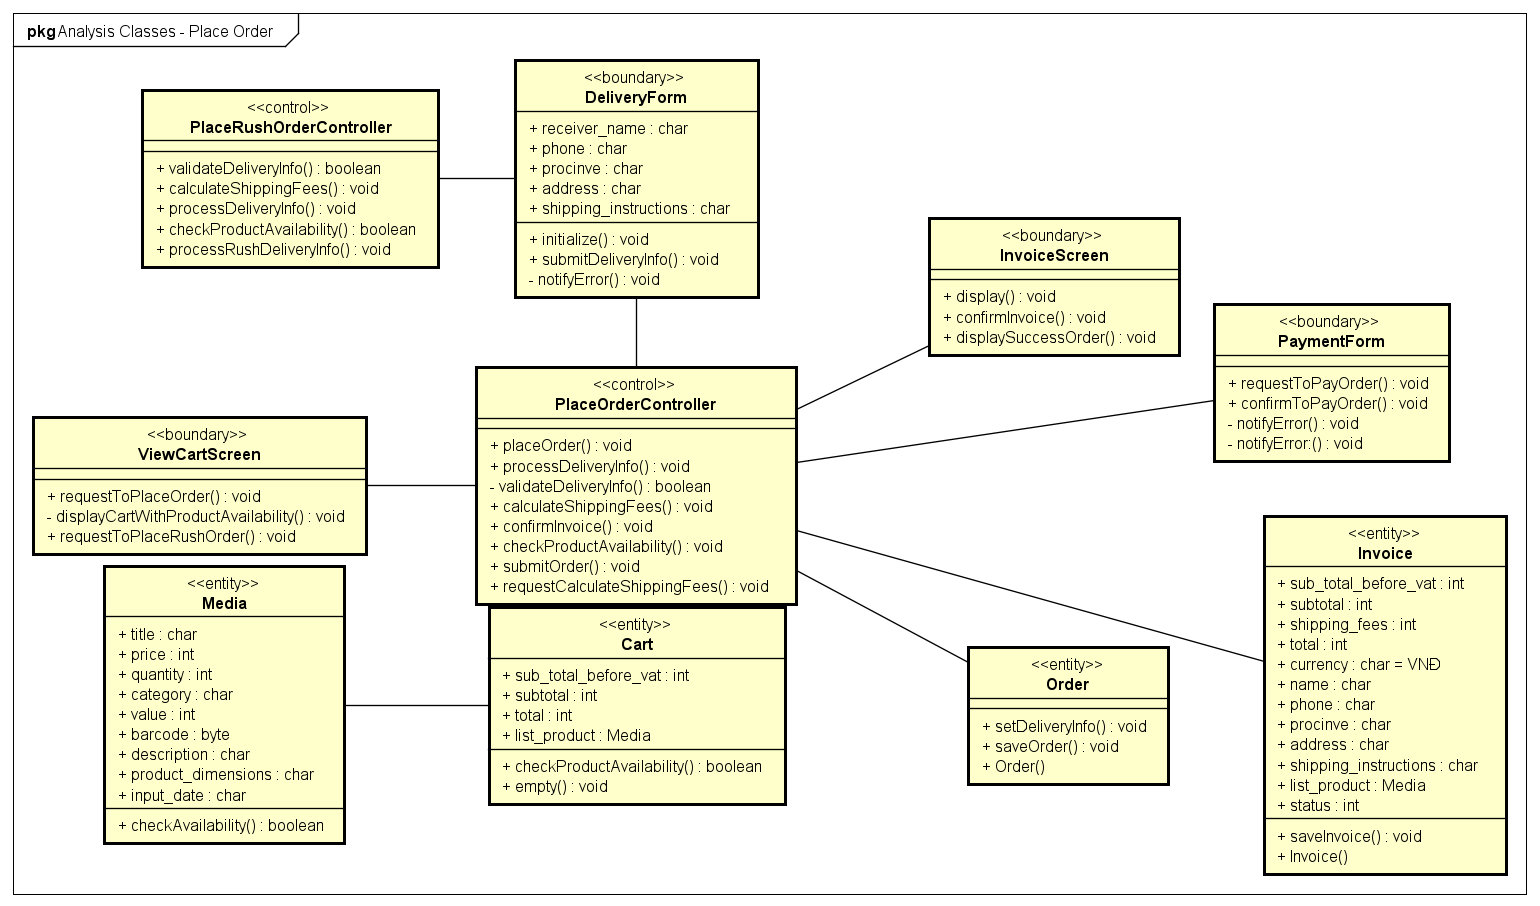 pkg Analysis Classes - Place Order
<<control>>
PlaceRushOrderController
+ validateDeliveryInfo() : boolean
+ calculateShippingFees() : void
+ processDeliveryInfo() : void
+ checkProductAvailability() : boolean
+ processRushDeliveryInfo() : void
<<boundary>>
DeliveryForm
+ receiver_name : char
+ phone : char
+ procinve : char
+ address : char
+ shipping_instructions : char
+ initialize() : void
+ submitDeliveryInfo() : void
- notifyError() : void
<<boundary>>
InvoiceScreen
+ display() : void
+ confirmInvoice() : void
+ displaySuccessOrder() : void
<<boundary>>
PaymentForm
+ requestToPayOrder() : void
+ confirmToPayOrder() : void
- notifyError() : void
- notifyError:() : void
<<control>>
PlaceOrderController
+ placeOrder() : void
+ processDeliveryInfo() : void
- validateDeliveryInfo() : boolean
+ calculateShippingFees() : void
+ confirmInvoice() : void
+ checkProductAvailability() : void
+ submitOrder() : void
+ requestCalculateShippingFees() : void
<<boundary>>
ViewCartScreen
+ requestToPlaceOrder() : void
- displayCartWithProductAvailability() : void
+ requestToPlaceRushOrder() : void
<<entity>>
Media
+ title : char
+ price : int
+ quantity : int
+ category : char
+ value : int
+ barcode : byte
+ description : char
+ product_dimensions : char
+ input_date : char
+ checkAvailability() : boolean
<<entity>>
Cart
+ sub_total_before_vat : int
+ subtotal : int
+ total : int
+ list_product : Media
+ checkProductAvailability() : boolean
+ empty() : void
<<entity>>
Order
+ setDeliveryInfo() : void
+ saveOrder() : void
+ Order()
<<entity>>
Invoice
+ sub_total_before_vat : int
+ subtotal : int
+ shipping_fees : int
+ total : int
+ currency : char = VNĐ
+ name : char
+ phone : char
+ procinve : char
+ address : char
+ shipping_instructions : char
+ list_product : Media
+ status : int
+ saveInvoice() : void
+ Invoice()